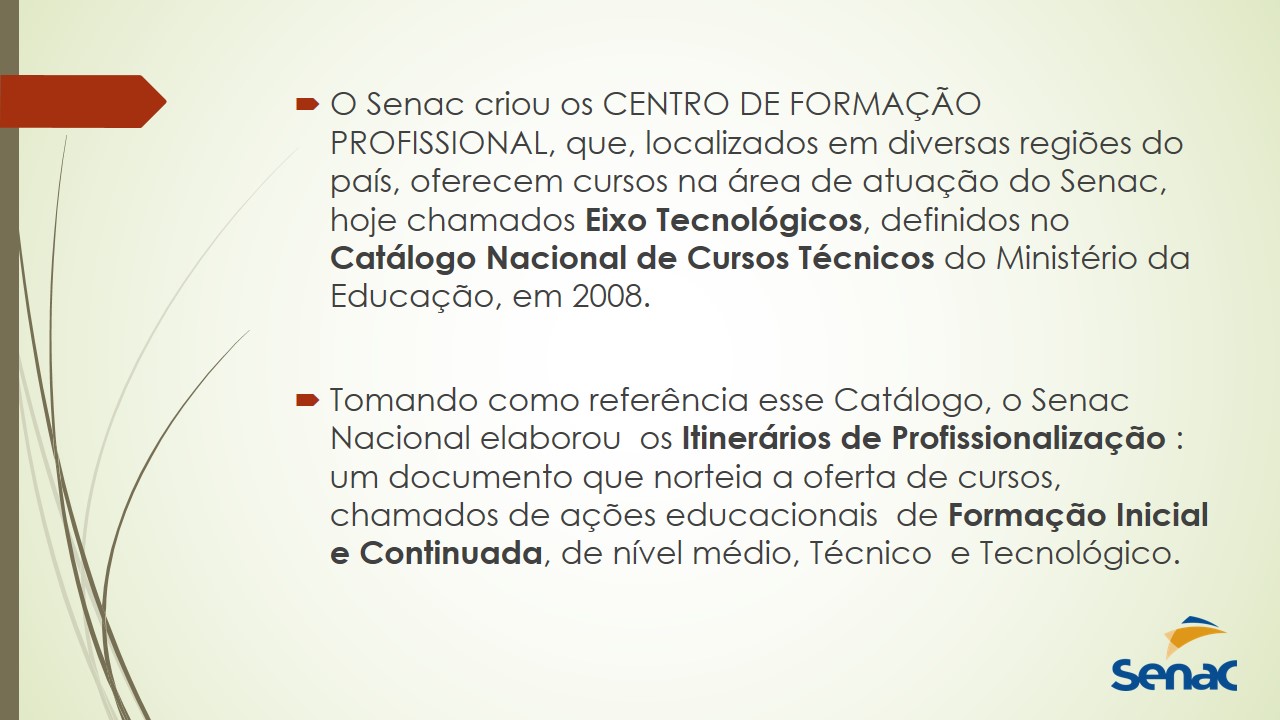 O Senac criou os CENTRO DE FORMAÇÃO
PROFISSIONAL, que, localizados em diversas regiões do
país, oferecem cursos na área de atuação do Senac,
hoje chamados Eixo Tecnológicos, definidos no
Catálogo Nacional de Cursos Técnicos do Ministério da
Educação, em 2008.
Tomando como referência esse Catálogo, o Senac
Nacional elaborou  os Itinerários de Profissionalização :
um documento que norteia a oferta de cursos,
chamados de ações educacionais  de Formação Inicial
e Continuada, de nível médio, Técnico  e Tecnológico.
Senac